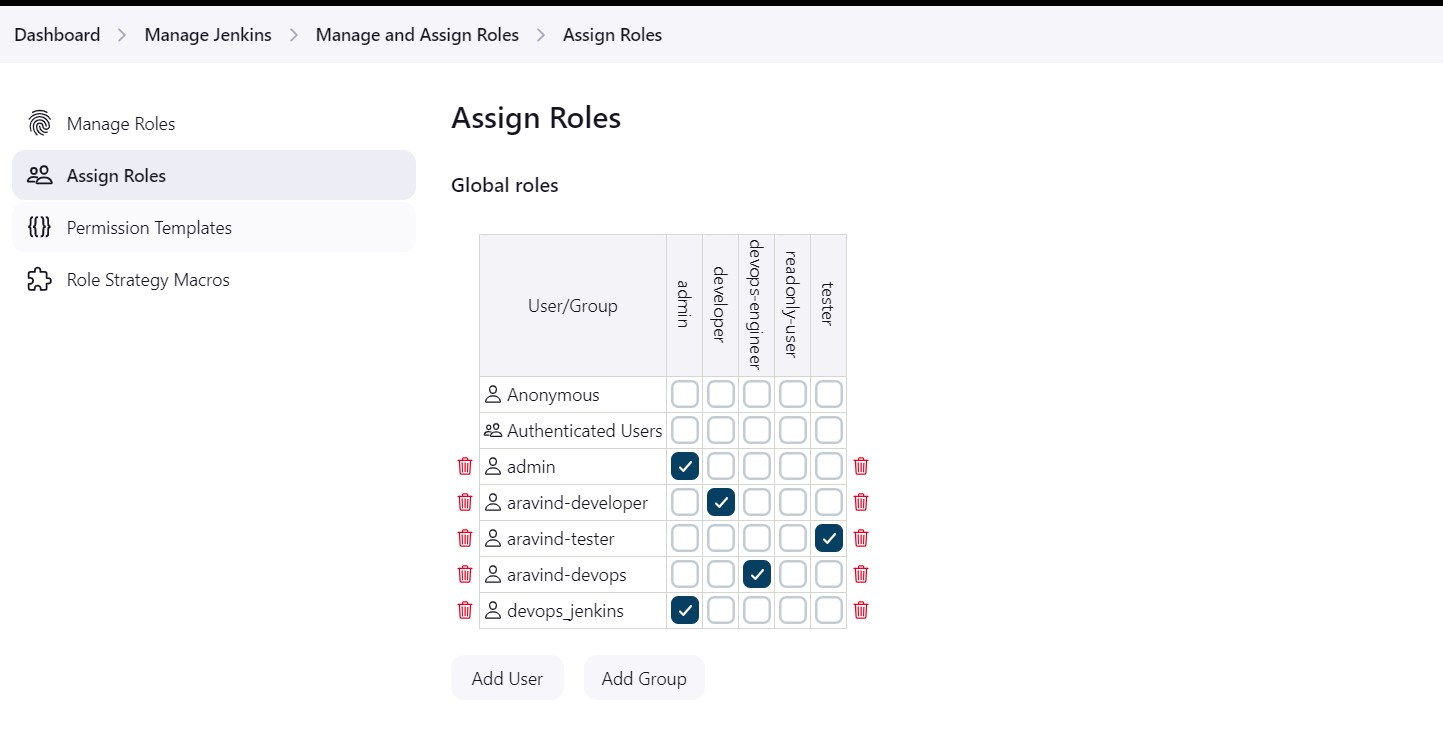 Dashboard > Manage Jenkins > Manage and Assign Roles > Assign Roles
Manage Roles
Assign Roles
Permission Templates
Role Strategy Macros
Assign Roles
Global roles
User/Group admin developer devops-engineer readonly-user tester
Anonymous
Authenticated Users
admin
aravind-developer
aravind-tester
aravind-devops
devops_jenkins
Add User Add Group